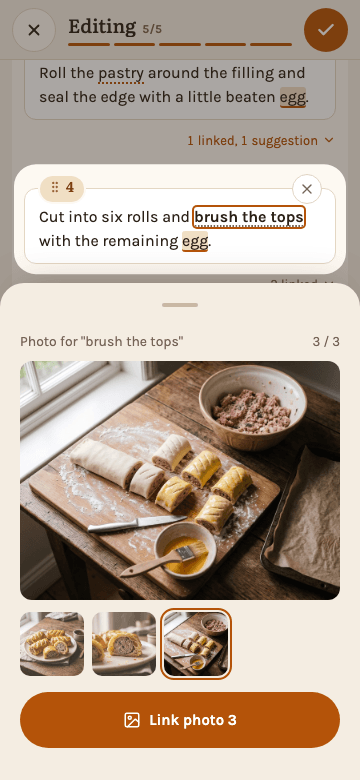 Editing 5/5
Roll the pastry around the filling and
seal the edge with a little beaten egg.
1 linked, 1 suggestion
4
Cut into six rolls and brush the tops
with the remaining egg.
Photo for "brush the tops"
3 / 3
Link photo 3